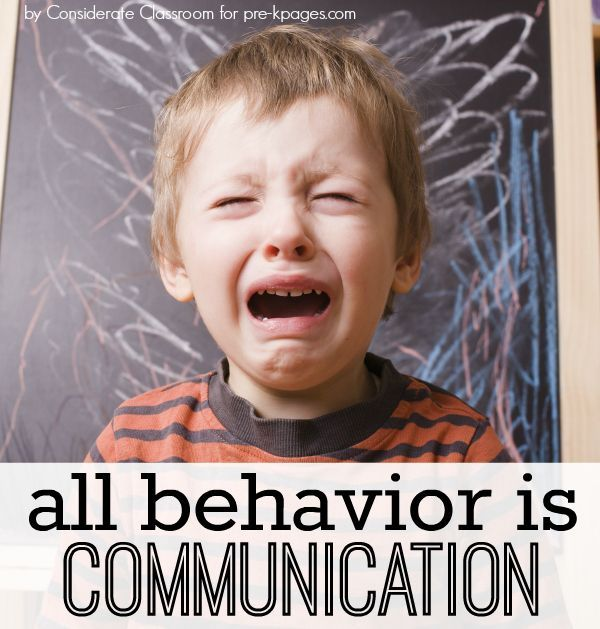 by Considerate Classroom for pre-kpages.com
all behavior is
COMMUNICATION